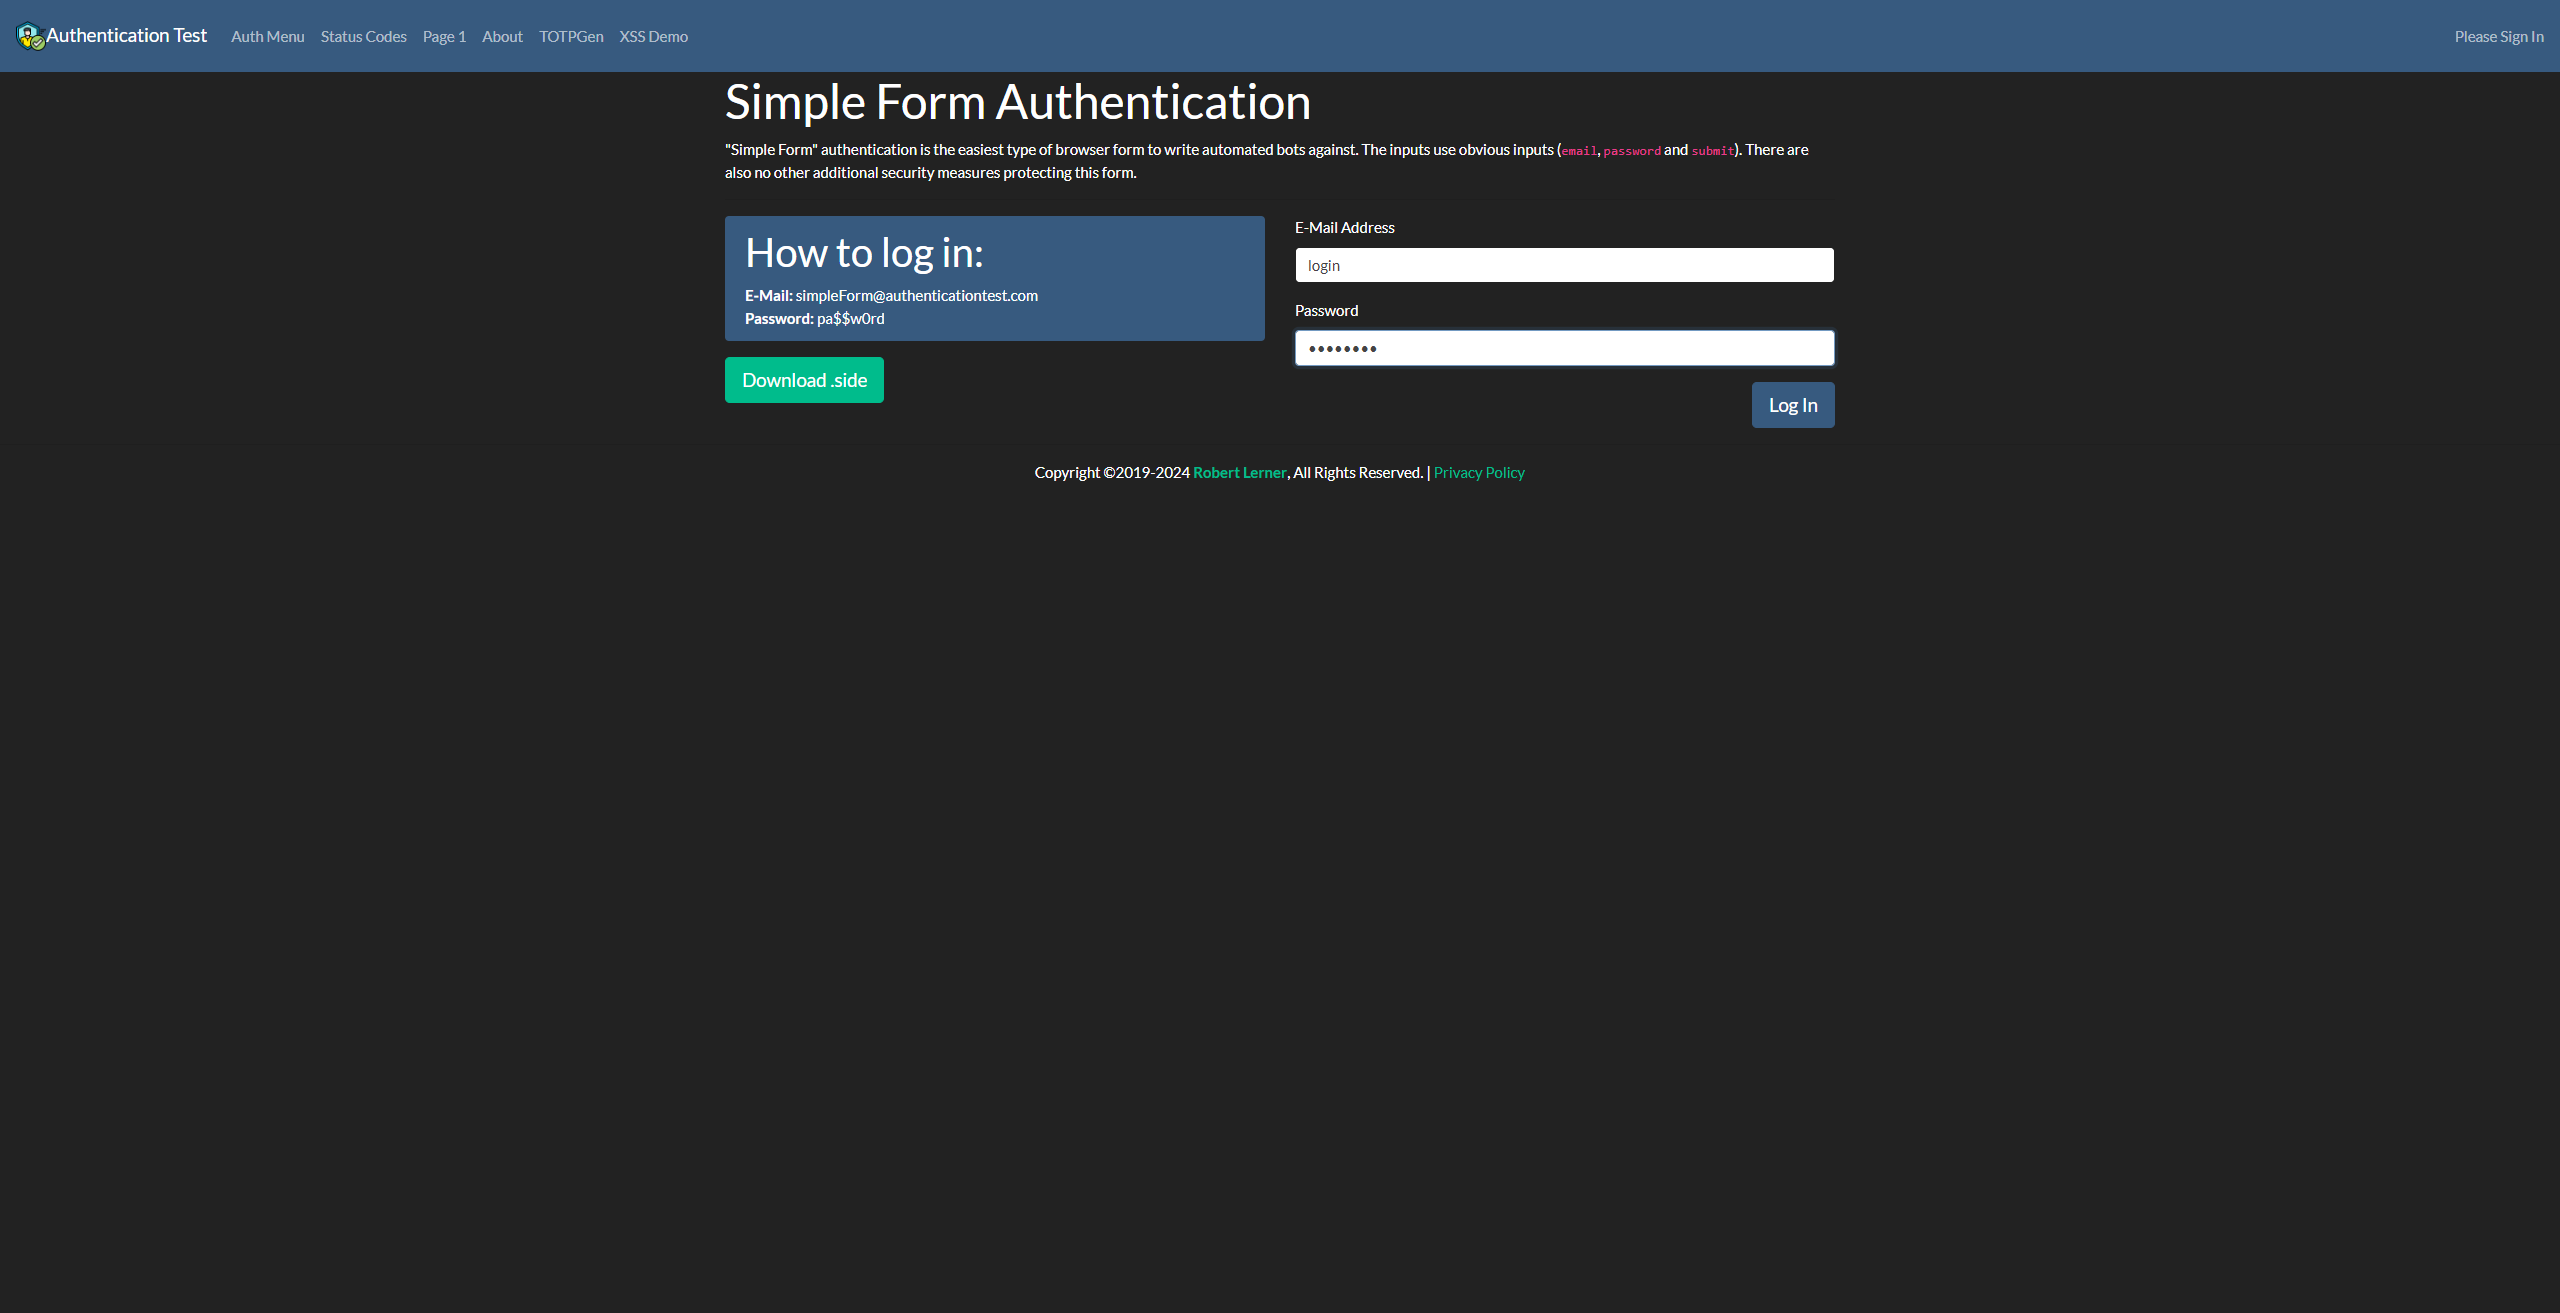 Authentication Test Auth Menu Status Codes Page 1 About TOTPGen XSS Demo Please Sign In
Simple Form Authentication
"Simple Form" authentication is the easiest type of browser form to write automated bots against. The inputs use obvious inputs (email, password and submit). There are
also no other additional security measures protecting this form.
How to log in:
E-Mail: simpleForm@authenticationtest.com
Password: pa$$w0rd
Download .side
E-Mail Address
login
Password
••••••••
Log In
Copyright ©2019-2024 Robert Lerner, All Rights Reserved. | Privacy Policy